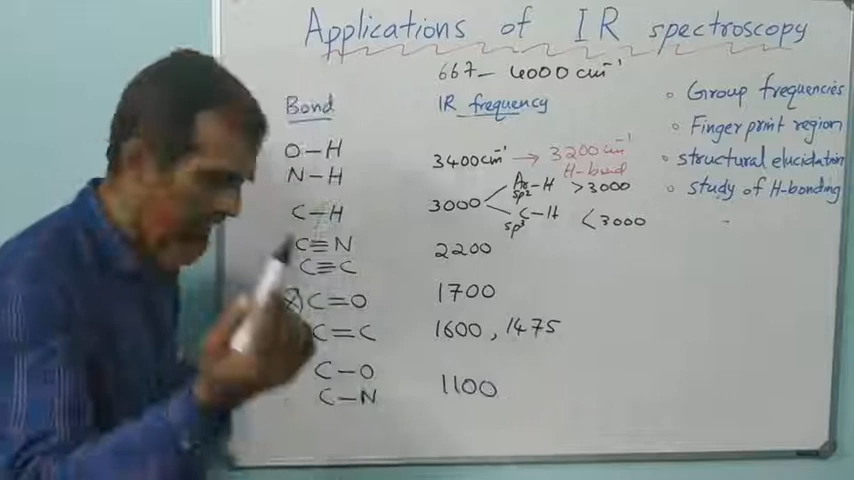 Applications of IR spectroscopy
667 - 4000 cm⁻¹
Bond IR frequency
O-H
N-H
3400 cm⁻¹ → 3200 cm⁻¹
H-bond
C-H 3000
Ar-H >3000
sp²
C-H <3000
sp³
C≡N
C≡C
2200
C=O 1700
C=C 1600, 1475
C-O
C-N
1100
• Group frequencies
• Finger print region
• structural elucidation
• study of H-bonding